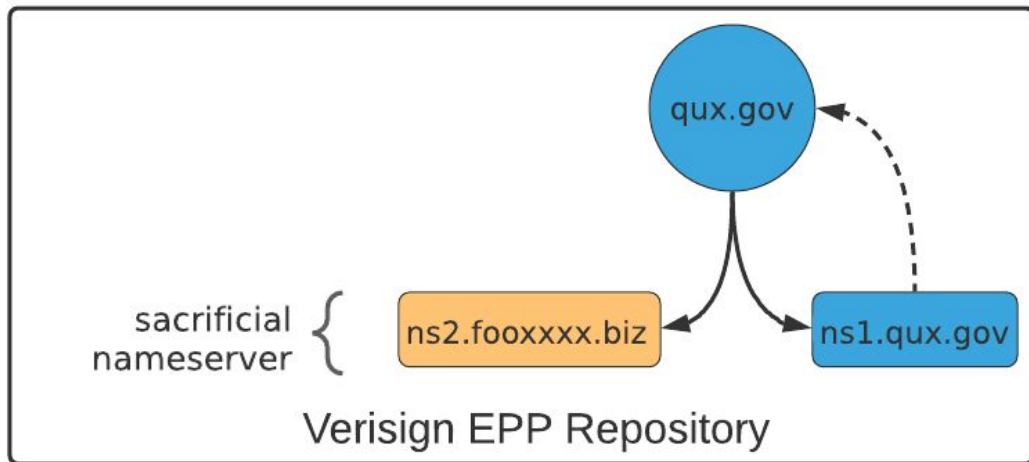 qux.gov
sacrificial
nameserver
ns2.fooxxxx.biz
ns1.qux.gov
Verisign EPP Repository